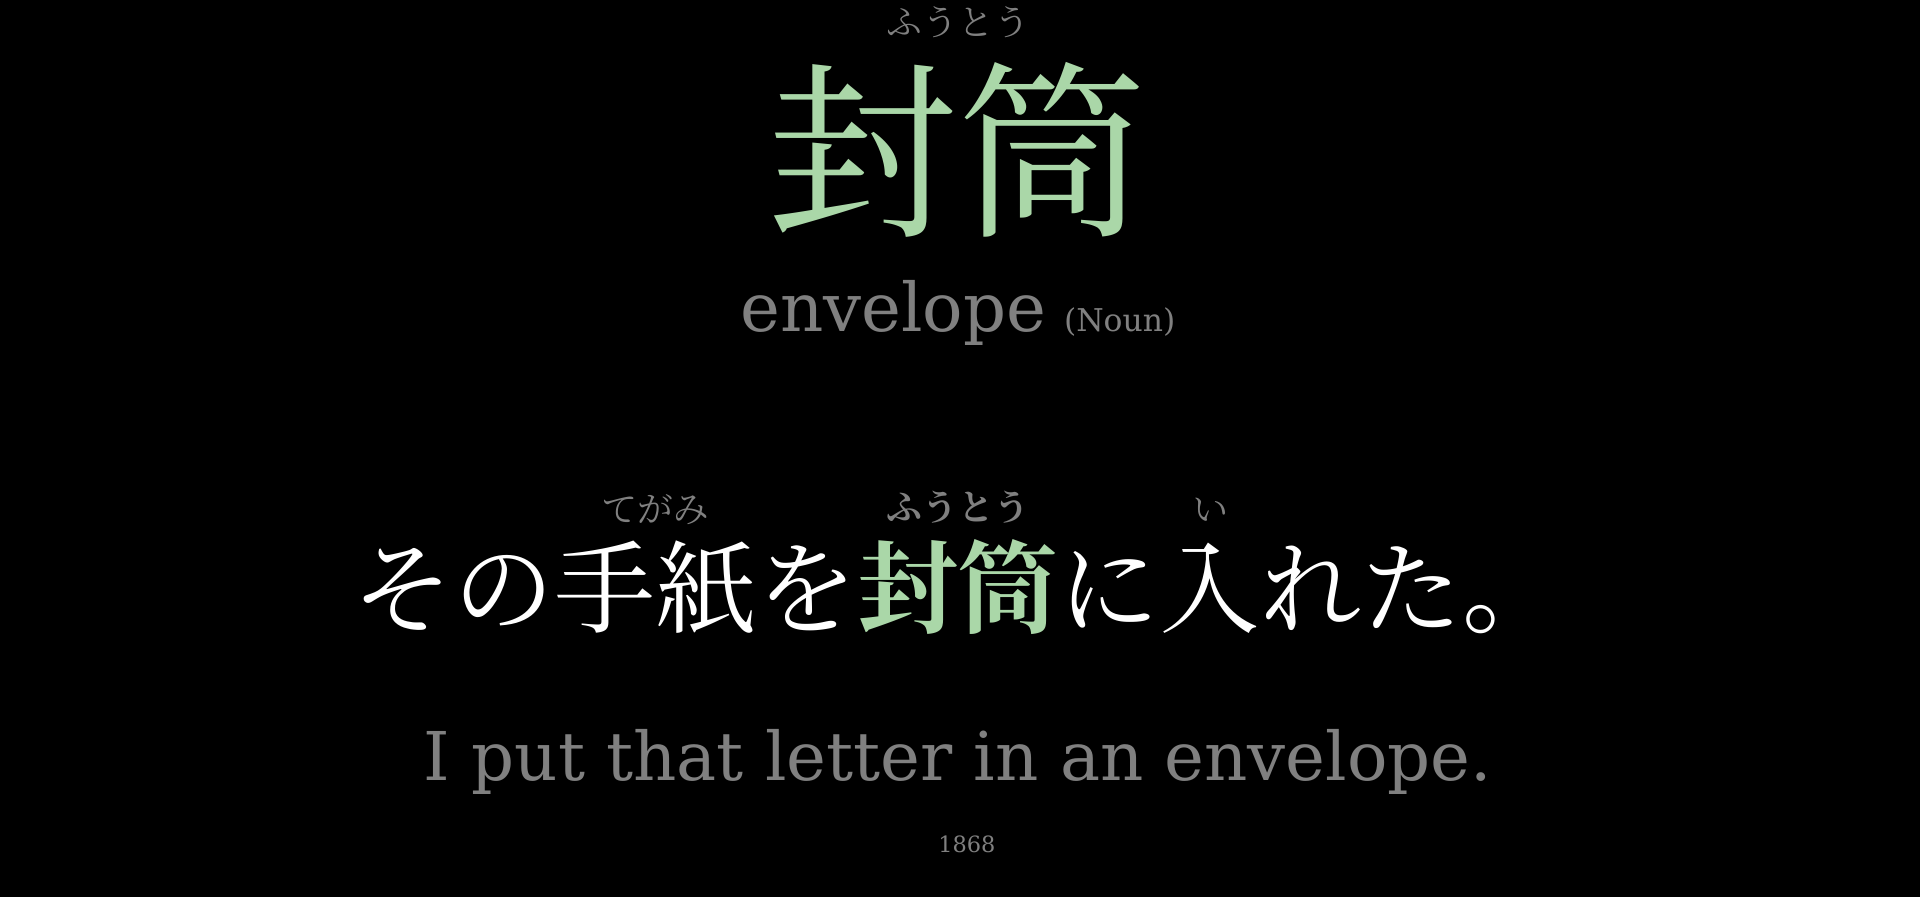 ふうとう
封筒
envelope (Noun)
てがみ ふうとう い
その手紙を封筒に入れた。
I put that letter in an envelope.
1868